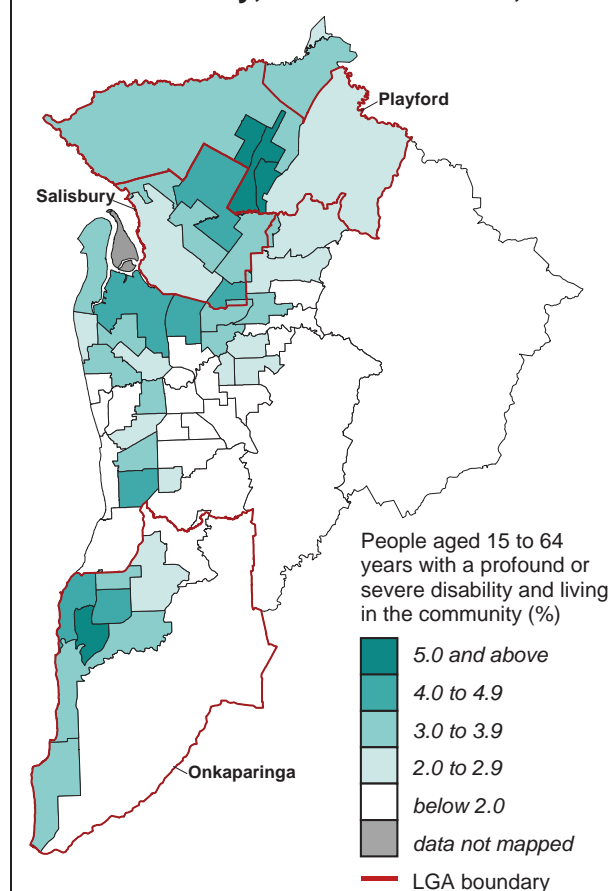 Playford
Salisbury
Onkaparinga
People aged 15 to 64
years with a profound or
severe disability and living
in the community (%)
5.0 and above
4.0 to 4.9
3.0 to 3.9
2.0 to 2.9
below 2.0
data not mapped
LGA boundary